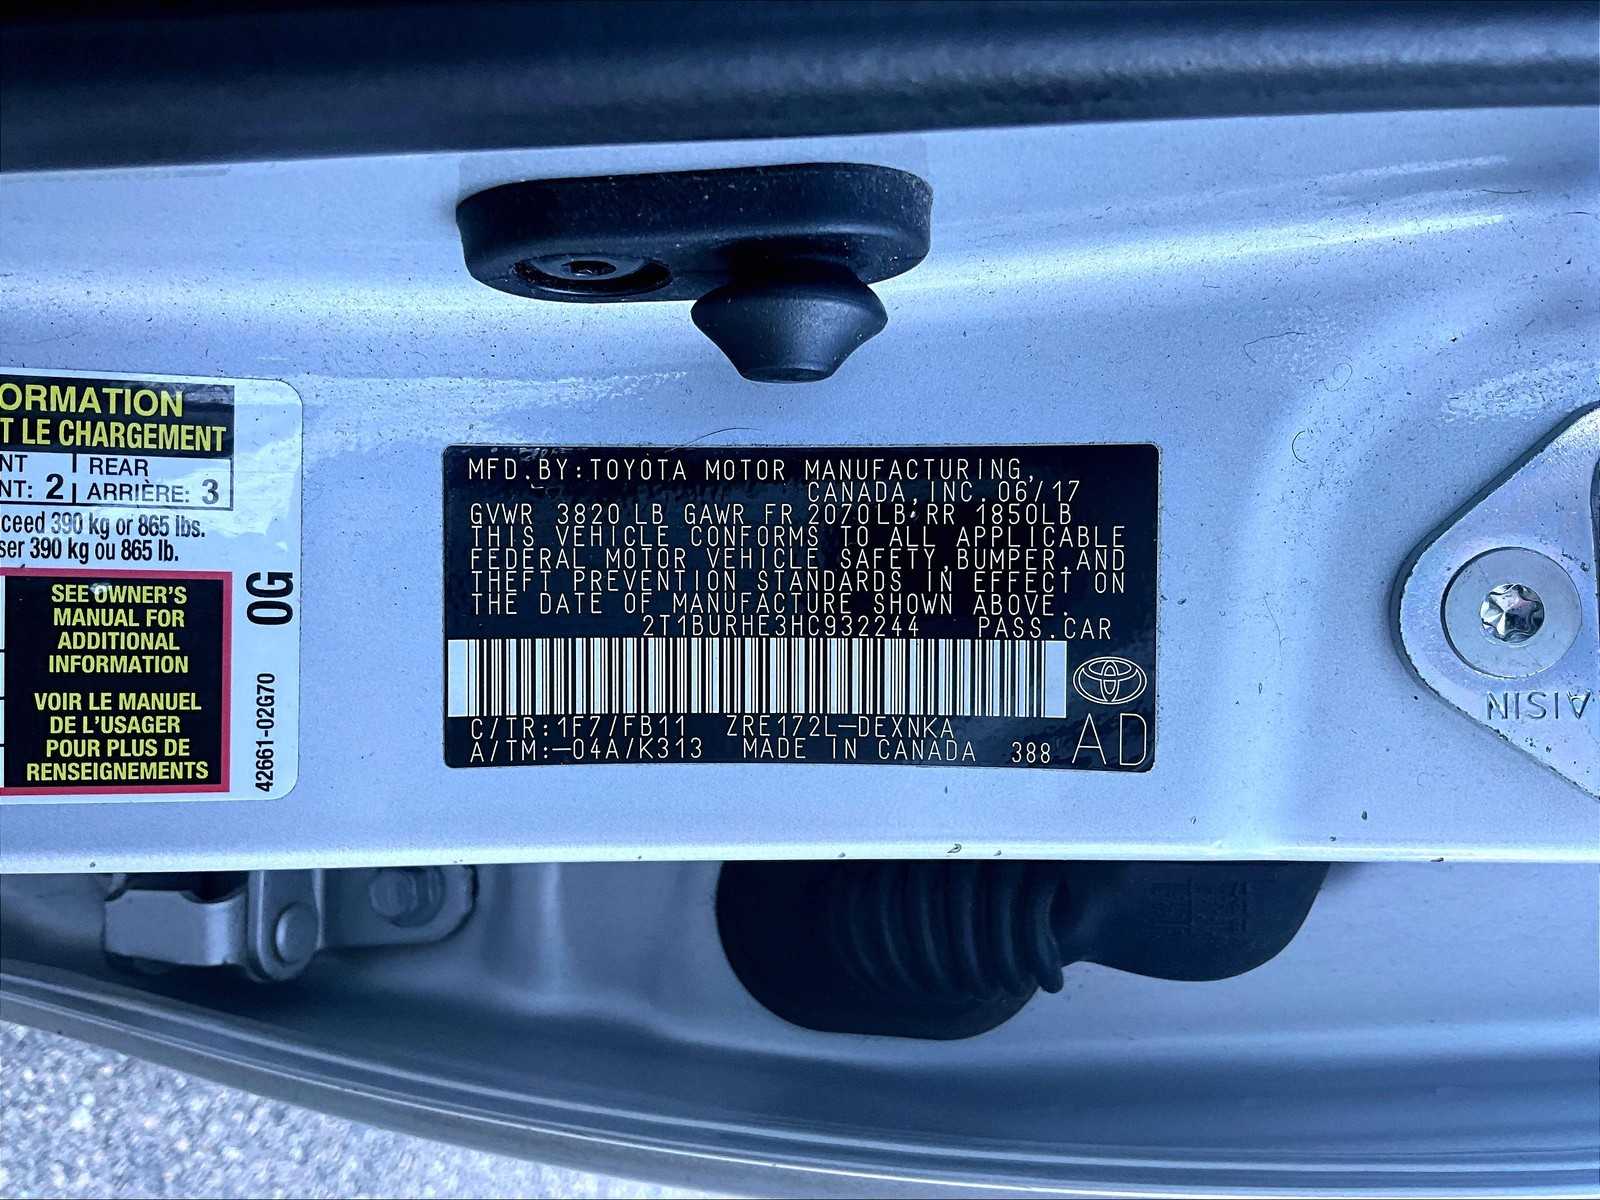 ORMATION
T LE CHARGEMENT
NT 2 REAR 3
NT: ARRIÈRE:
ceed 390 kg or 865 lbs.
ser 390 kg ou 865 lb.
SEE OWNER'S
MANUAL FOR
ADDITIONAL
INFORMATION
VOIR LE MANUEL
DE L'USAGER
POUR PLUS DE
RENSEIGNEMENTS
0G
42661-02G70
MFD.BY:TOYOTA MOTOR MANUFACTURING,
CANADA,INC.06/17
GVWR 3820LB GAWR FR 2070LB RR 1850LB
THIS VEHICLE CONFORMS TO ALL APPLICABLE
FEDERAL MOTOR VEHICLE SAFETY,BUMPER,AND
THEFT PREVENTION STANDARDS IN EFFECT ON
THE DATE OF MANUFACTURE SHOWN ABOVE.
2T1BURHE3HC932244 PASS.CAR
C/TR:1F7/FB11 ZRE172L-DEXNKA
A/TM:-04A/K313 MADE IN CANADA 388 AD
AISIN